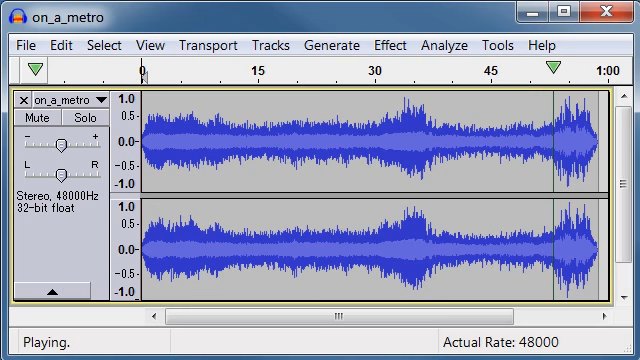 on_a_metro
File Edit Select View Transport Tracks Generate Effect Analyze Tools Help
0 15 30 45 1:00
on_a_metro
Mute Solo
- +
L R
Stereo, 48000Hz
32-bit float
1.0
0.5-
0.0-
-0.5-
-1.0
1.0
0.5-
0.0-
-0.5-
-1.0
Playing.
Actual Rate: 48000